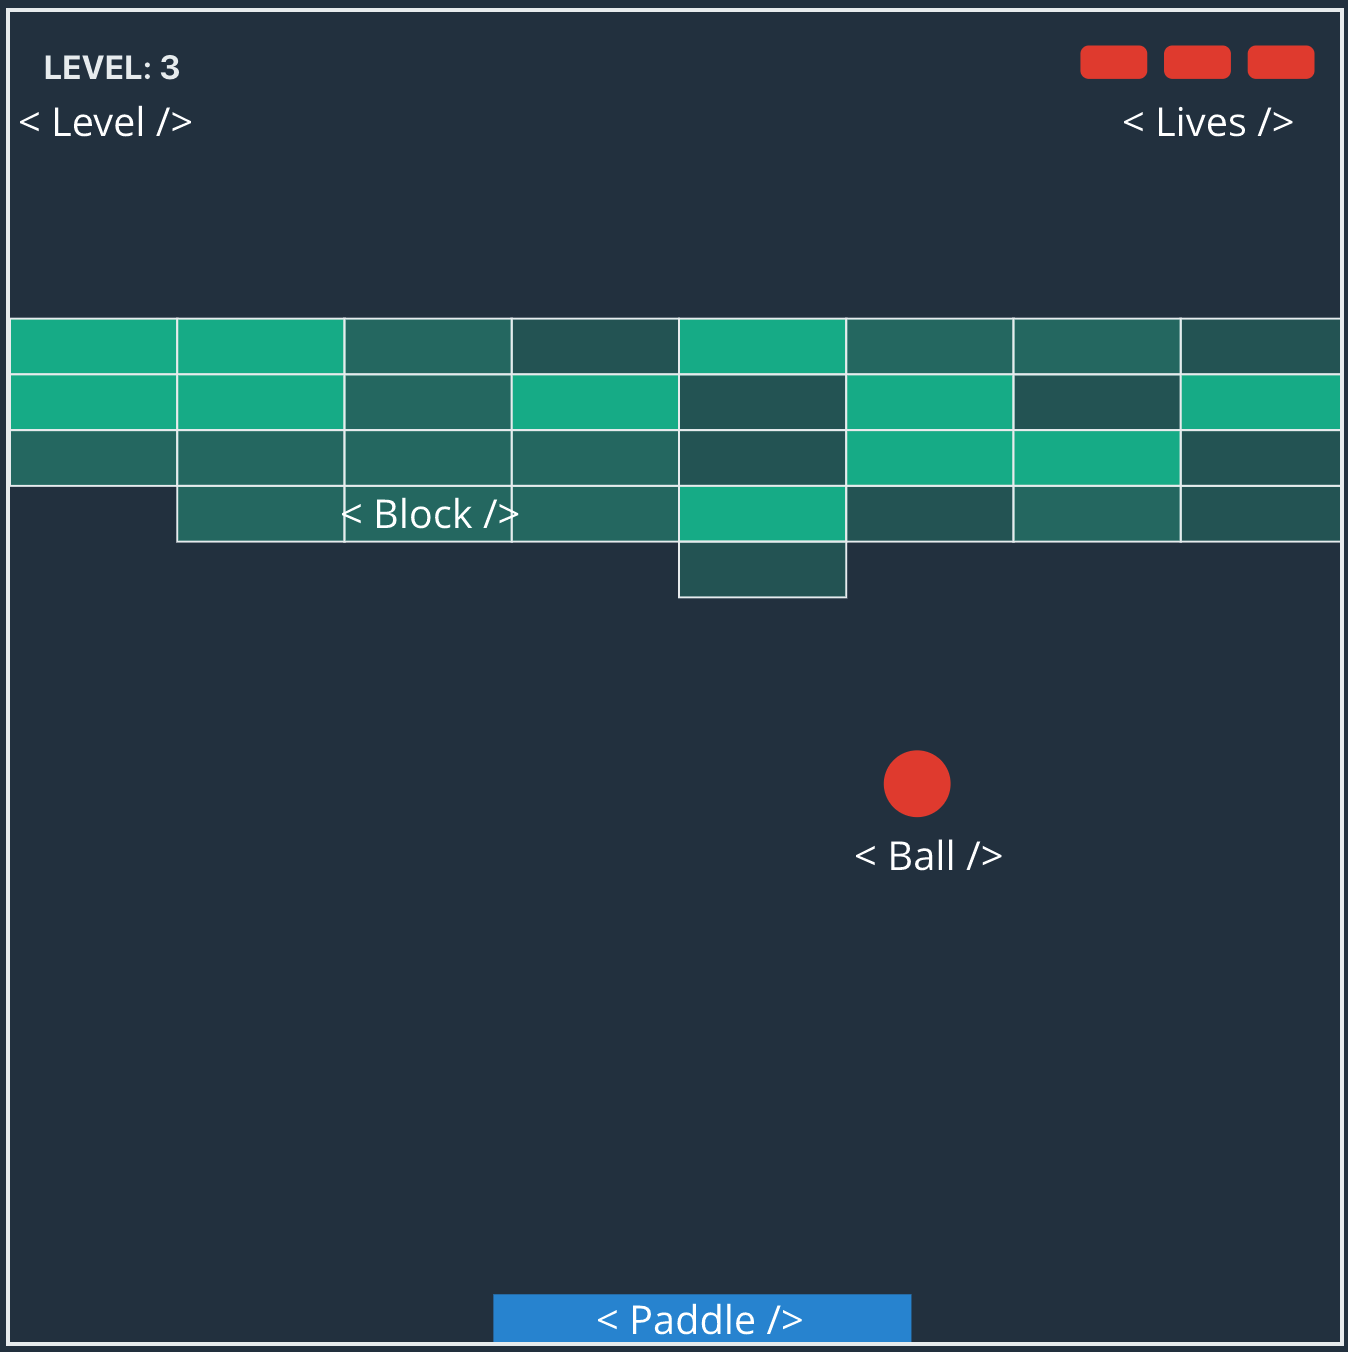 LEVEL: 3
< Level />
< Lives />
< Block />
< Ball />
< Paddle />